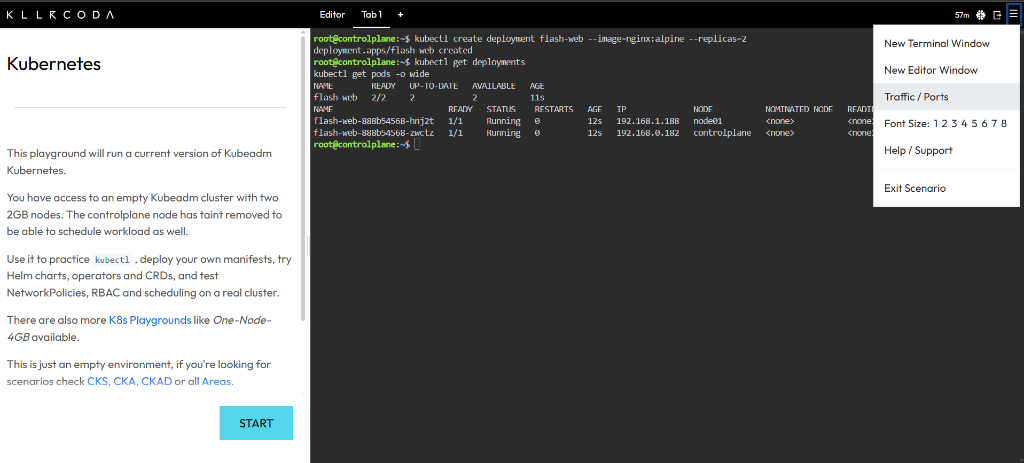 KILLRCODA
Editor Tab 1 +
57m
Kubernetes
This playground will run a current version of Kubeadm
Kubernetes.
You have access to an empty Kubeadm cluster with two
2GB nodes. The controlplane node has taint removed to
be able to schedule workload as well.
Use it to practice kubectl , deploy your own manifests, try
Helm charts, operators and CRDs, and test
NetworkPolicies, RBAC and scheduling on a real cluster.
There are also more K8s Playgrounds like One-Node-
4GB available.
This is just an empty environment, if you're looking for
scenarios check CKS, CKA, CKAD or all Areas.
START
root@controlplane:~$ kubectl create deployment flash-web --image=nginx:alpine --replicas=2
deployment.apps/flash-web created
root@controlplane:~$ kubectl get deployments
kubectl get pods -o wide
NAME READY UP-TO-DATE AVAILABLE AGE
flash-web 2/2 2 2 11s
NAME READY STATUS RESTARTS AGE IP NODE NOMINATED NODE READIN
flash-web-888b54568-hnj2t 1/1 Running 0 12s 192.168.1.188 node01 <none> <none>
flash-web-888b54568-zwctz 1/1 Running 0 12s 192.168.0.182 controlplane <none> <none>
root@controlplane:~$
New Terminal Window
New Editor Window
Traffic / Ports
Font Size: 1 2 3 4 5 6 7 8
Help / Support
Exit Scenario